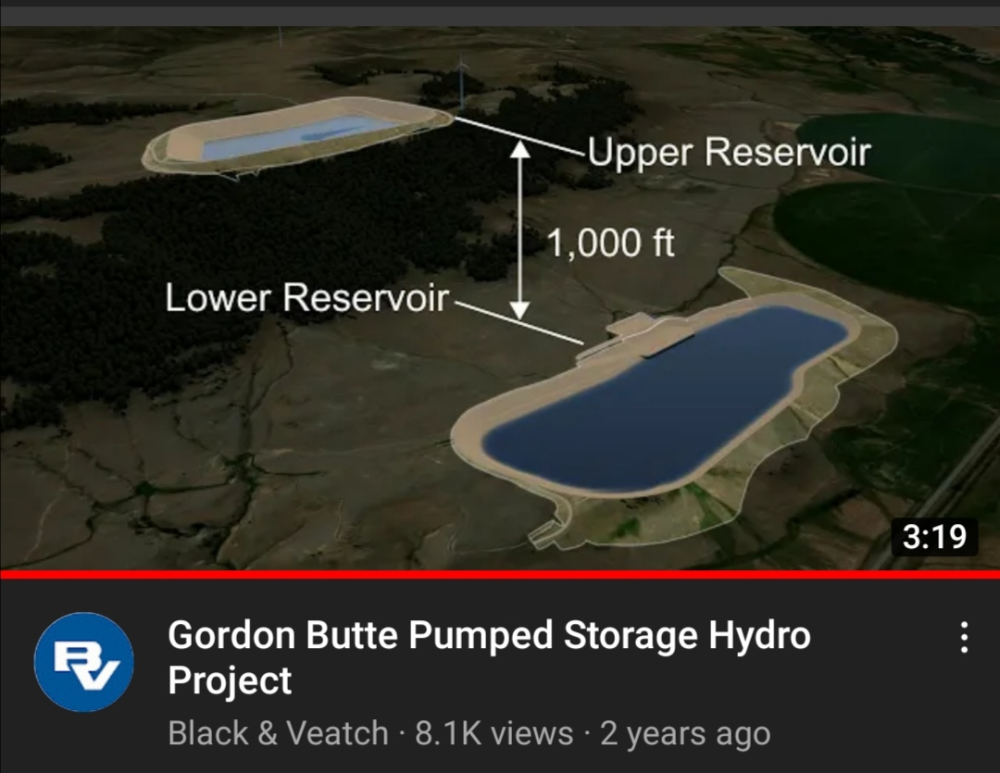 Upper Reservoir
1,000 ft
Lower Reservoir
3:19
BV
Gordon Butte Pumped Storage Hydro
Project
Black & Veatch · 8.1K views · 2 years ago